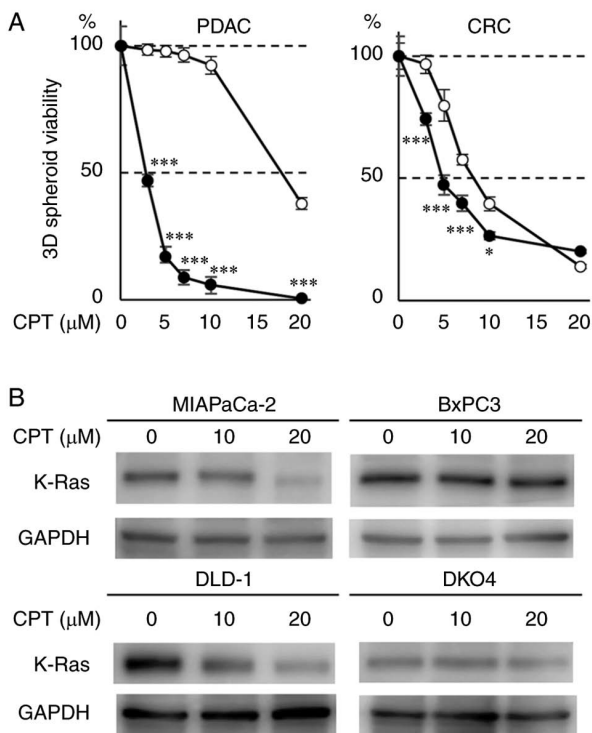 A
% PDAC
% CRC
3D spheroid viability
100
50
0
***
***
***
***
***
CPT (μM) 0 5 10 15 20
100
50
0
***
***
***
*
0 5 10 15 20
B
MIAPaCa-2 BxPC3
CPT (μM) 0 10 20 0 10 20
K-Ras
GAPDH
DLD-1 DKO4
CPT (μM) 0 10 20 0 10 20
K-Ras
GAPDH